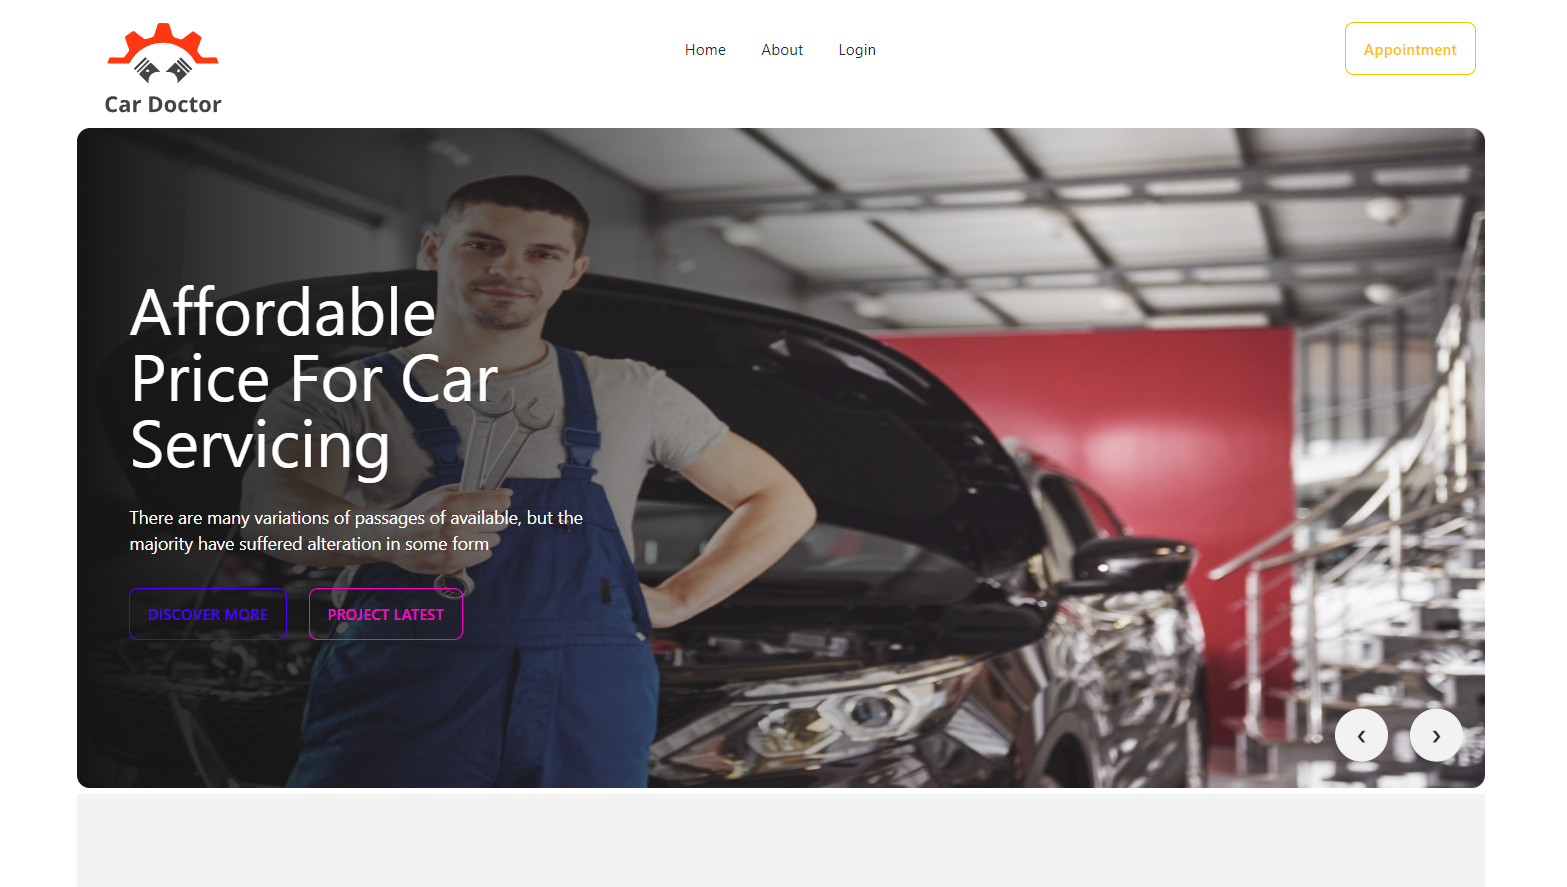 Car Doctor
Home
About
Login
Appointment
Affordable
Price For Car
Servicing
There are many variations of passages of available, but the
majority have suffered alteration in some form
DISCOVER MORE
PROJECT LATEST
❮
❯